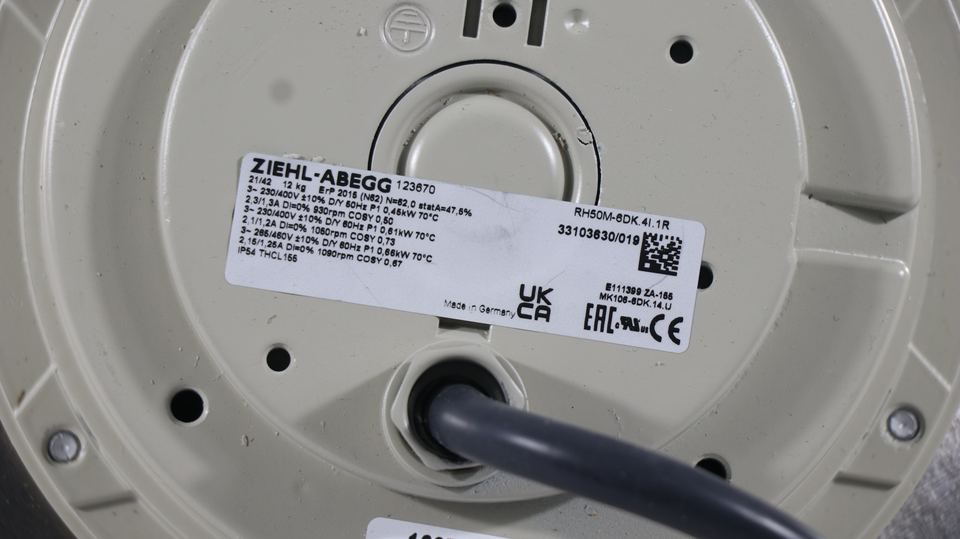 ZIEHL-ABEGG 123670
21/42 12 kg ErP 2015 (N62) N=62,0 statA=47,6%
3~ 230/400V ±10% D/Y 50Hz P1 0,45kW 70°C
2,3/1,3A DI=0% 930rpm COSY 0,50
3~ 230/400V ±10% D/Y 60Hz P1 0,61kW 70°C
2,1/1,2A DI=0% 1050rpm COSY 0,73
3~ 265/460V ±10% D/Y 60Hz P1 0,66kW 70°C
2,15/1,25A DI=0% 1090rpm COSY 0,67
IP54 THCL155
RH50M-6DK.4I.1R
33103630/019
E111399 ZA-155
MK106-6DK.14.U
Made in Germany
UK
CA
EAC CE